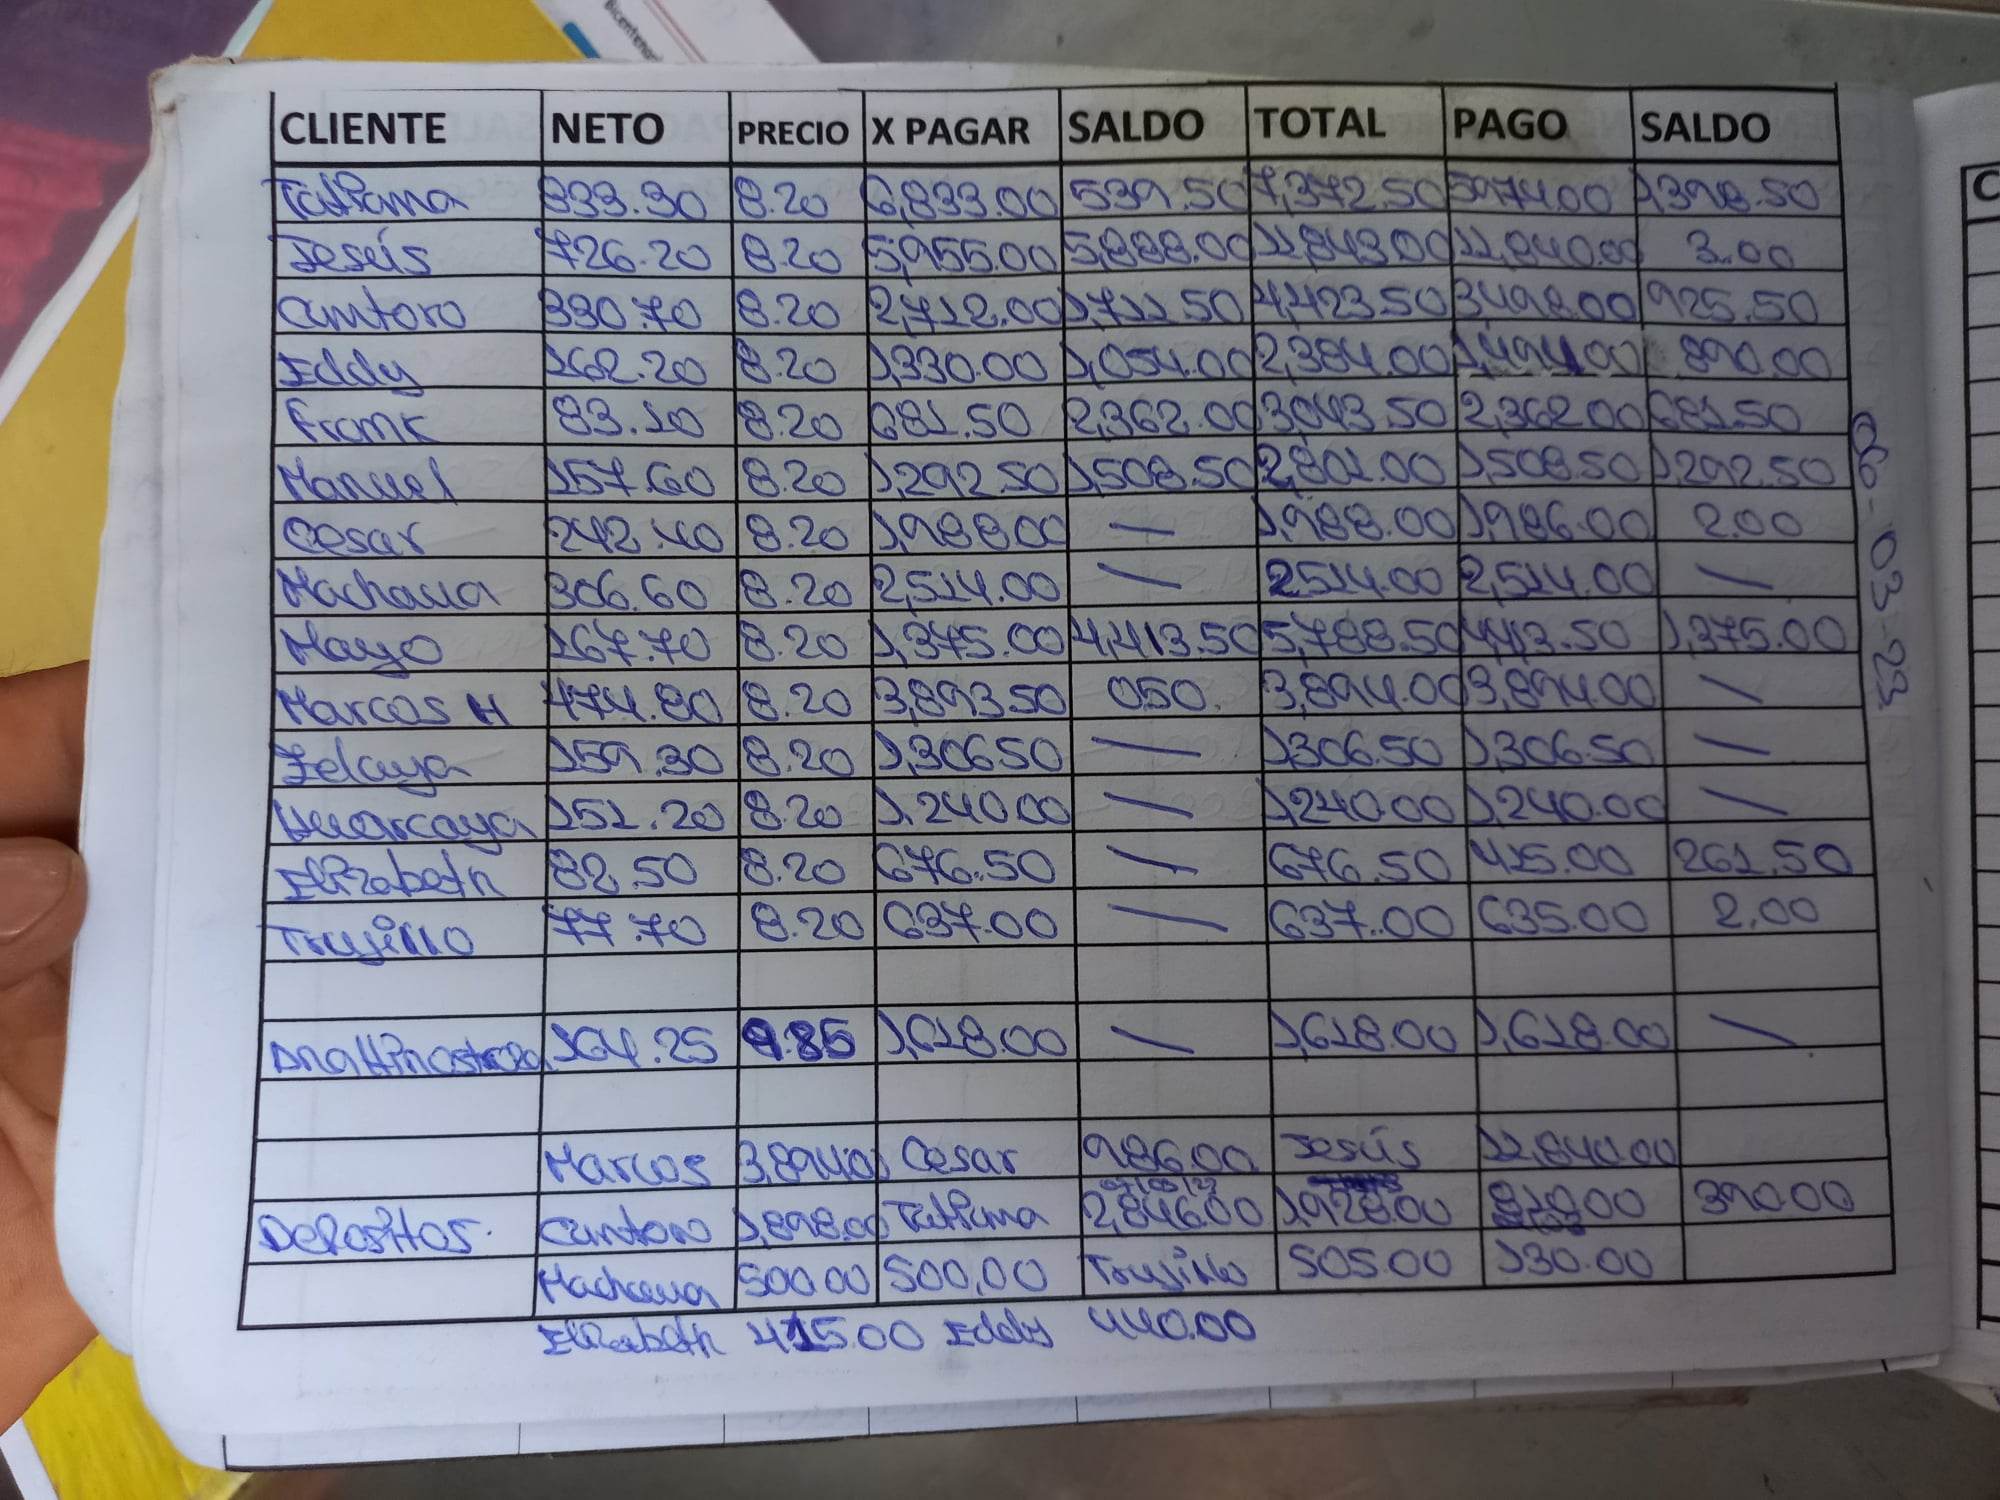 Bicentena
CLIENTE NETO PRECIO X PAGAR SALDO TOTAL PAGO SALDO
Tatiana 833.30 8.20 6,833.00 539.50 7,372.50 5974.00 1,398.50
Jesús 726.20 8.20 5,955.00 5,888.00 11,843.00 11,840.00 3.00
Cantoro 330.70 8.20 2,712.00 1,711.50 4,423.50 3498.00 925.50
Eddy 162.20 8.20 1,330.00 1,054.00 2,384.00 1,494.00 890.00
Frank 83.10 8.20 681.50 2,362.00 3,043.50 2,362.00 681.50
Manuel 157.60 8.20 1,292.50 1,508.50 2,801.00 1,508.50 1,292.50
Cesar 242.40 8.20 1,988.00 — 1,988.00 1,986.00 2.00
Machaua 306.60 8.20 2,514.00 — 2514.00 2,514.00 —
Mayo 167.70 8.20 1,375.00 4,413.50 5,788.50 4,413.50 1,375.00
Marcos H 474.80 8.20 3,893.50 0.50. 3,894.00 3,894.00 —
Zelaya 159.30 8.20 1,306.50 — 1,306.50 1,306.50 —
Huarcaya 151.20 8.20 1.240.00 — 1,240.00 1,240.00 —
Elizabeth 82.50 8.20 676.50 — 676.50 415.00 261.50
Trujillo 77.70 8.20 637.00 — 637.00 635.00 2.00
164.25 9.85 1,618.00 — 1,618.00 1,618.00 —
Marcos 3,894.00 Cesar 986.00 Jesús 11,840.00
Depositos. Cantoro 1,898.00 Tatiana 2,846.00 1,928.00 810.00 390.00
Machaua 500.00 500.00 Trujillo 505.00 130.00
Elizabeth 415.00 Eddy 440.00
06-03-23
C